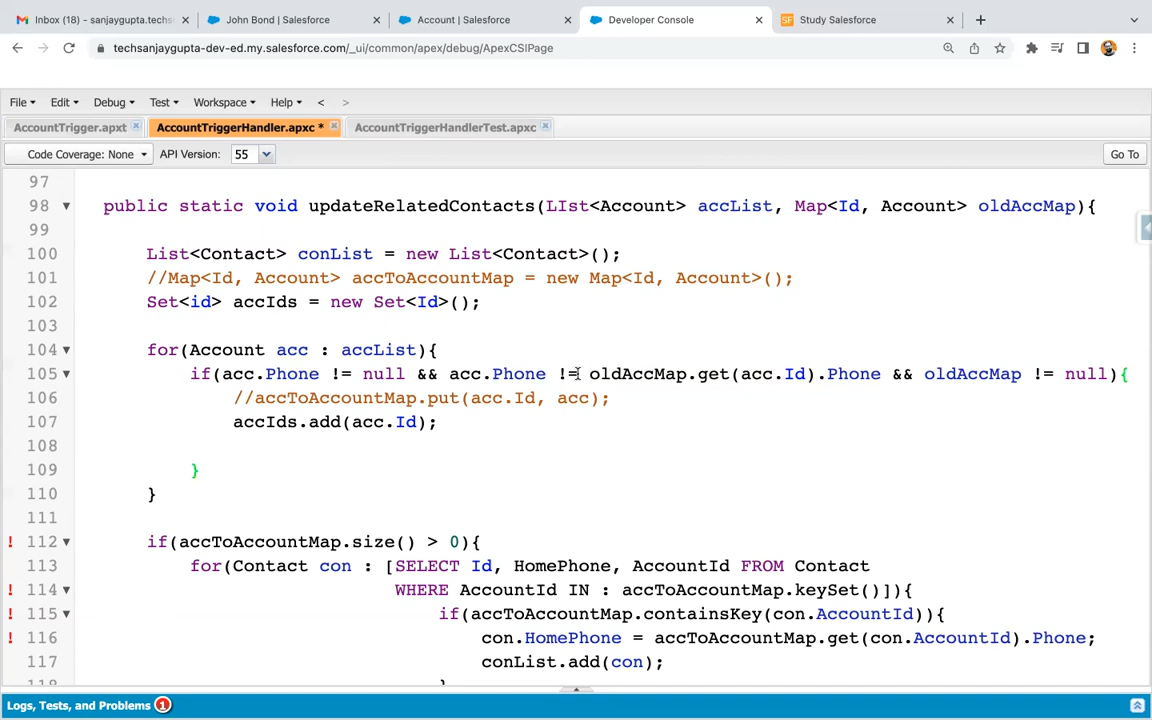 Inbox (18) - sanjaygupta.techs
John Bond | Salesforce
Account | Salesforce
Developer Console
SF
Study Salesforce
techsanjaygupta-dev-ed.my.salesforce.com/_ui/common/apex/debug/ApexCSIPage
File Edit Debug Test Workspace Help < >
AccountTrigger.apxt
AccountTriggerHandler.apxc *
AccountTriggerHandlerTest.apxc
Code Coverage: None API Version: 55 Go To
97
98 public static void updateRelatedContacts(LIst<Account> accList, Map<Id, Account> oldAccMap){
99
100 List<Contact> conList = new List<Contact>();
101 //Map<Id, Account> accToAccountMap = new Map<Id, Account>();
102 Set<id> accIds = new Set<Id>();
103
104 for(Account acc : accList){
105 if(acc.Phone != null && acc.Phone != oldAccMap.get(acc.Id).Phone && oldAccMap != null){
106 //accToAccountMap.put(acc.Id, acc);
107 accIds.add(acc.Id);
108
109 }
110 }
111
! 112 if(accToAccountMap.size() > 0){
113 for(Contact con : [SELECT Id, HomePhone, AccountId FROM Contact
! 114 WHERE AccountId IN : accToAccountMap.keySet()]){
! 115 if(accToAccountMap.containsKey(con.AccountId)){
! 116 con.HomePhone = accToAccountMap.get(con.AccountId).Phone;
117 conList.add(con);
118 }
Logs, Tests, and Problems 1